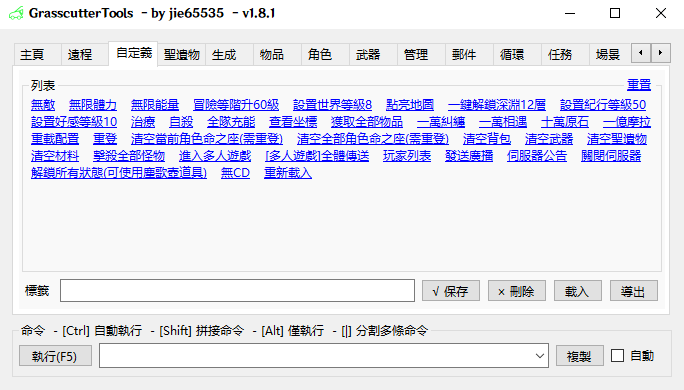 GrasscutterTools - by jie65535 - v1.8.1
主頁 遠程 自定義 聖遺物 生成 物品 角色 武器 管理 郵件 循環 任務 場景
列表 重置
無敵 無限體力 無限能量 冒險等階升60級 設置世界等級8 點亮地圖 一鍵解鎖深淵12層 設置紀行等級50
設置好感等級10 治療 自殺 全隊充能 查看坐標 獲取全部物品 一萬糾纏 一萬相遇 十萬原石 一億摩拉
重載配置 重登 清空當前角色命之座(需重登) 清空全部角色命之座(需重登) 清空背包 清空武器 清空聖遺物
清空材料 擊殺全部怪物 進入多人遊戲 [多人遊戲]全體傳送 玩家列表 發送廣播 伺服器公告 關閉伺服器
解鎖所有狀態(可使用塵歌壺道具) 無CD 重新載入
標籤 √ 保存 × 刪除 載入 導出
命令 - [Ctrl] 自動執行 - [Shift] 拼接命令 - [Alt] 僅執行 - [|] 分割多條命令
執行(F5) 複製 自動